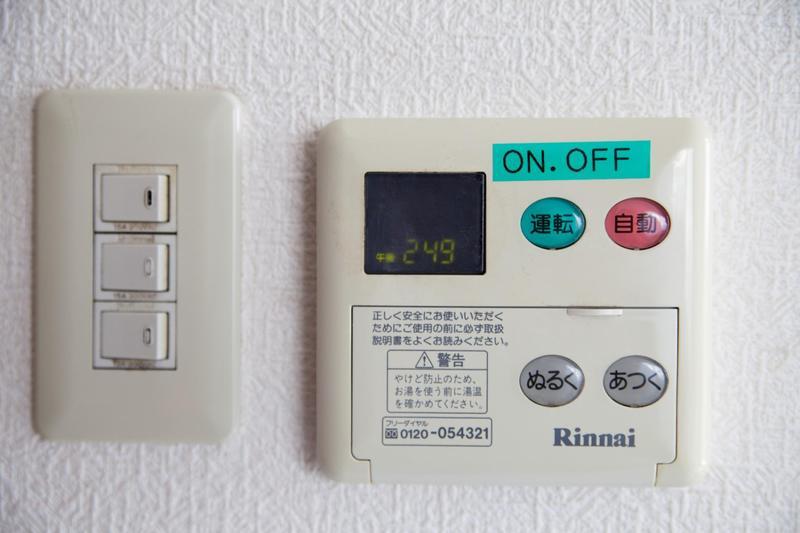 ON. OFF
運転
自動
午後 2 49
正しく安全にお使いいただく
ためにご使用の前に必ず取扱
説明書をよくお読みください。
警告
やけど防止のため、
お湯を使う前に湯温
を確かめてください。
フリーダイヤル
0120-054321
ぬるく
あつく
Rinnai